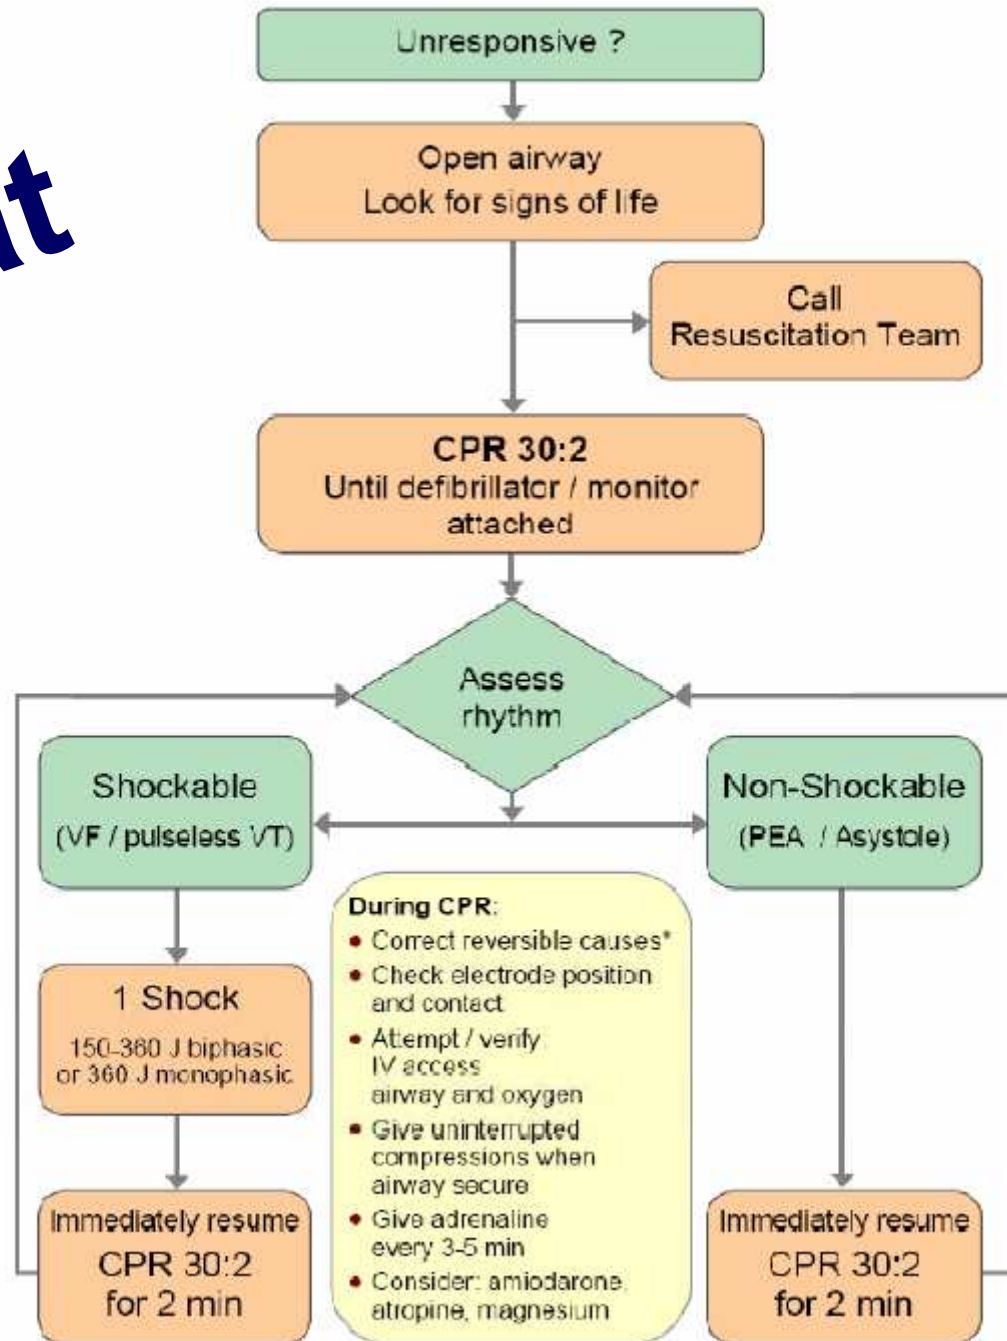 Unresponsive ?
Open airway
Look for signs of life
Call
Resuscitation Team
CPR 30:2
Until defibrillator / monitor
attached
Assess
rhythm
Shockable
(VF / pulseless VT)
Non-Shockable
(PEA / Asystole)
1 Shock
150-360 J biphasic
or 360 J monophasic
Immediately resume
CPR 30:2
for 2 min
During CPR:
• Correct reversible causes*
• Check electrode position
and contact
• Attempt / verify
IV access
airway and oxygen
• Give uninterrupted
compressions when
airway secure
• Give adrenaline
every 3-5 min
• Consider: amiodarone,
atropine, magnesium
Immediately resume
CPR 30:2
for 2 min